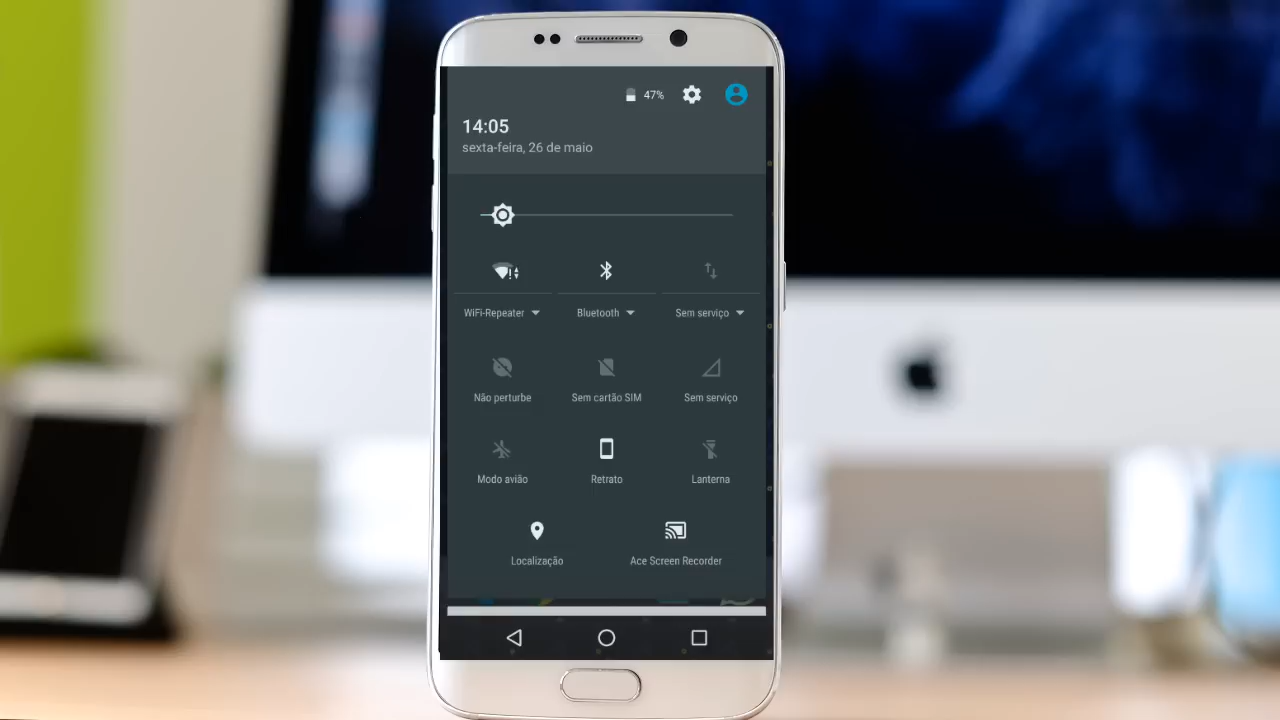 47%
14:05
sexta-feira, 26 de maio
WiFi-Repeater
Bluetooth
Sem serviço
Não perturbe
Sem cartão SIM
Sem serviço
Modo avião
Retrato
Lanterna
Localização
Ace Screen Recorder